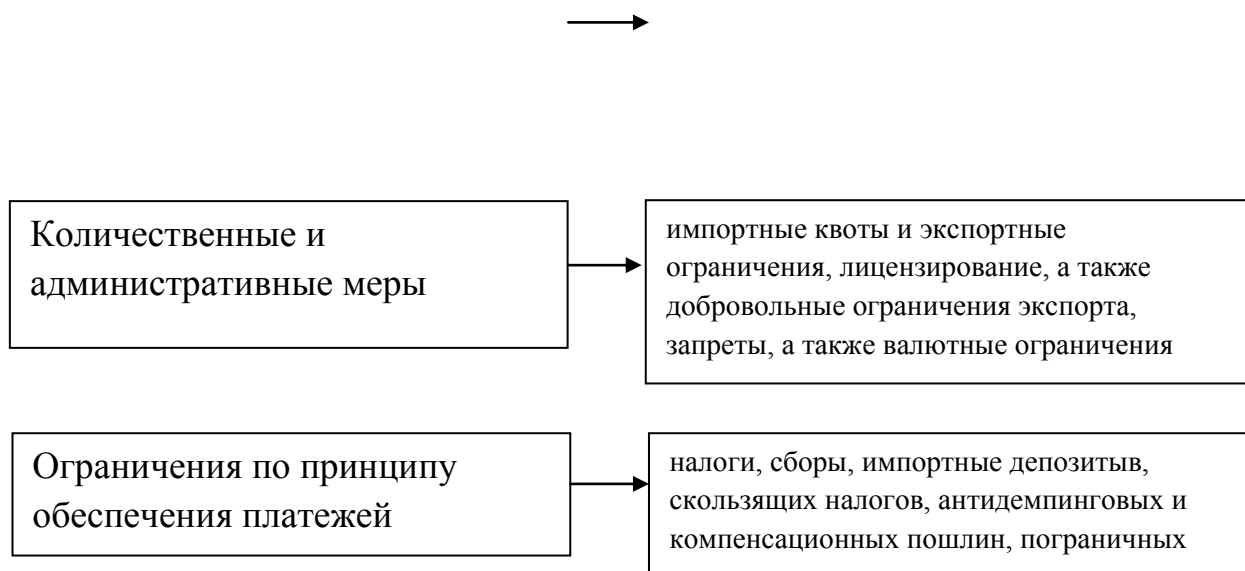 Количественные и
административные меры
импортные квоты и экспортные
ограничения, лицензирование, а также
добровольные ограничения экспорта,
запреты, а также валютные ограничения
Ограничения по принципу
обеспечения платежей
налоги, сборы, импортные депозитыв,
скользящих налогов, антидемпинговых и
компенсационных пошлин, пограничных